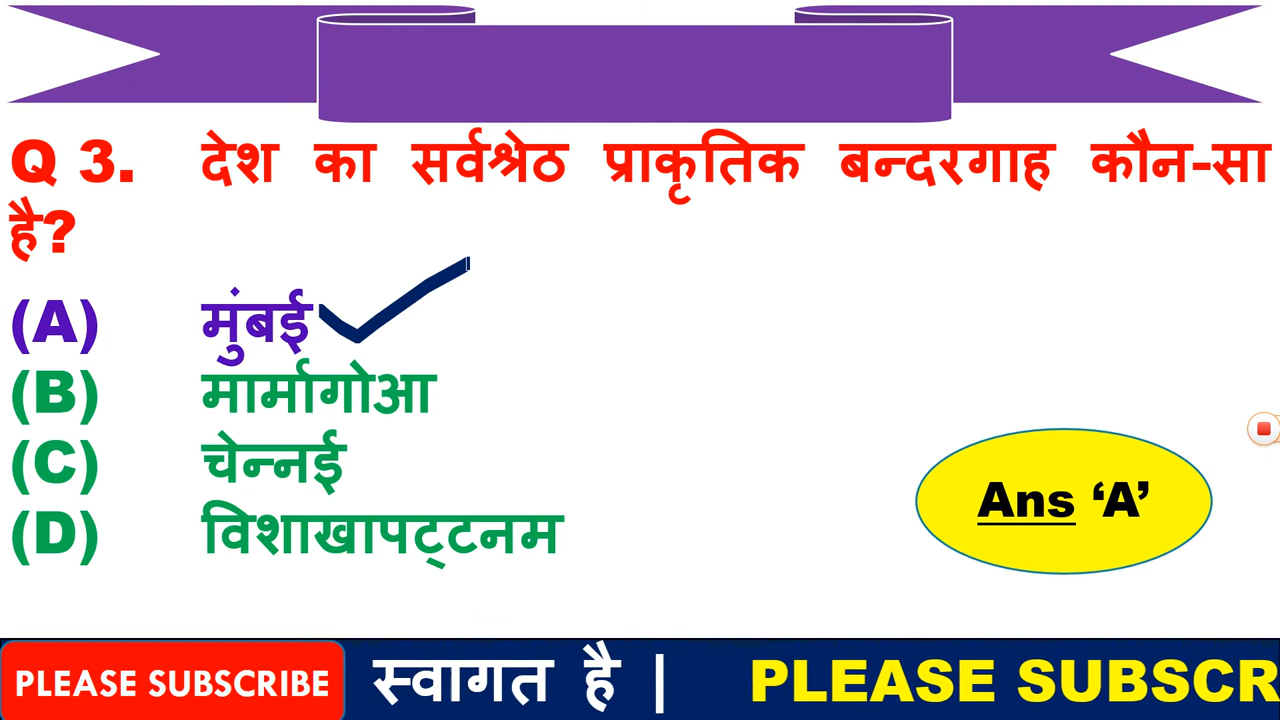 Q 3. देश का सर्वश्रेठ प्राकृतिक बन्दरगाह कौन-सा
है?
(A) मुंबई
(B) मार्मागोआ
(C) चेन्नई
(D) विशाखापट्टनम
Ans ‘A’
PLEASE SUBSCRIBE स्वागत है | PLEASE SUBSCR